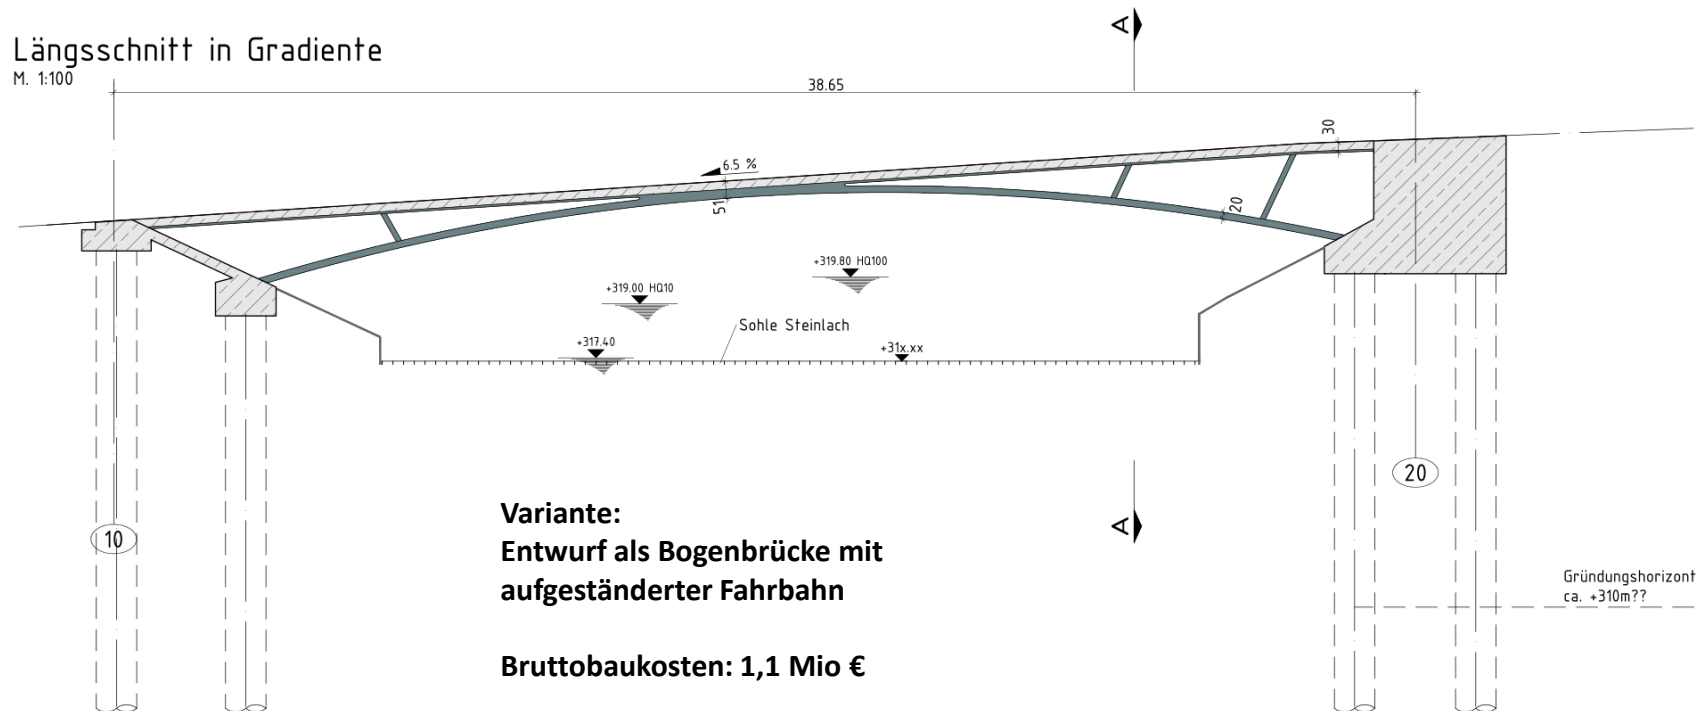 Längsschnitt in Gradiente
M. 1:100
A
38.65
30
6.5 %
51
20
+319.80 HQ100
+319.00 HQ10
Sohle Steinlach
+317.40
+31x.xx
20
A
10
Variante:
Entwurf als Bogenbrücke mit
aufgeständerter Fahrbahn
Bruttobaukosten: 1,1 Mio €
Gründungshorizont
ca. +310m??